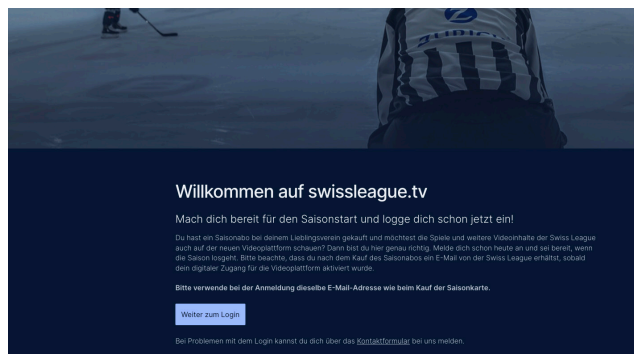 ZURICH
Willkommen auf swissleague.tv
Mach dich bereit für den Saisonstart und logge dich schon jetzt ein!
Du hast ein Saisonabo bei deinem Lieblingsverein gekauft und möchtest die Spiele und weitere Videoinhalte der Swiss League
auch auf der neuen Videoplattform schauen? Dann bist du hier genau richtig. Melde dich schon heute an und sei bereit, wenn
die Saison losgeht. Bitte beachte, dass du nach dem Kauf des Saisonabos ein E-Mail von der Swiss League erhältst, sobald
dein digitaler Zugang für die Videoplattform aktiviert wurde.
Bitte verwende bei der Anmeldung dieselbe E-Mail-Adresse wie beim Kauf der Saisonkarte.
Weiter zum Login
Bei Problemen mit dem Login kannst du dich über das Kontaktformular bei uns melden.